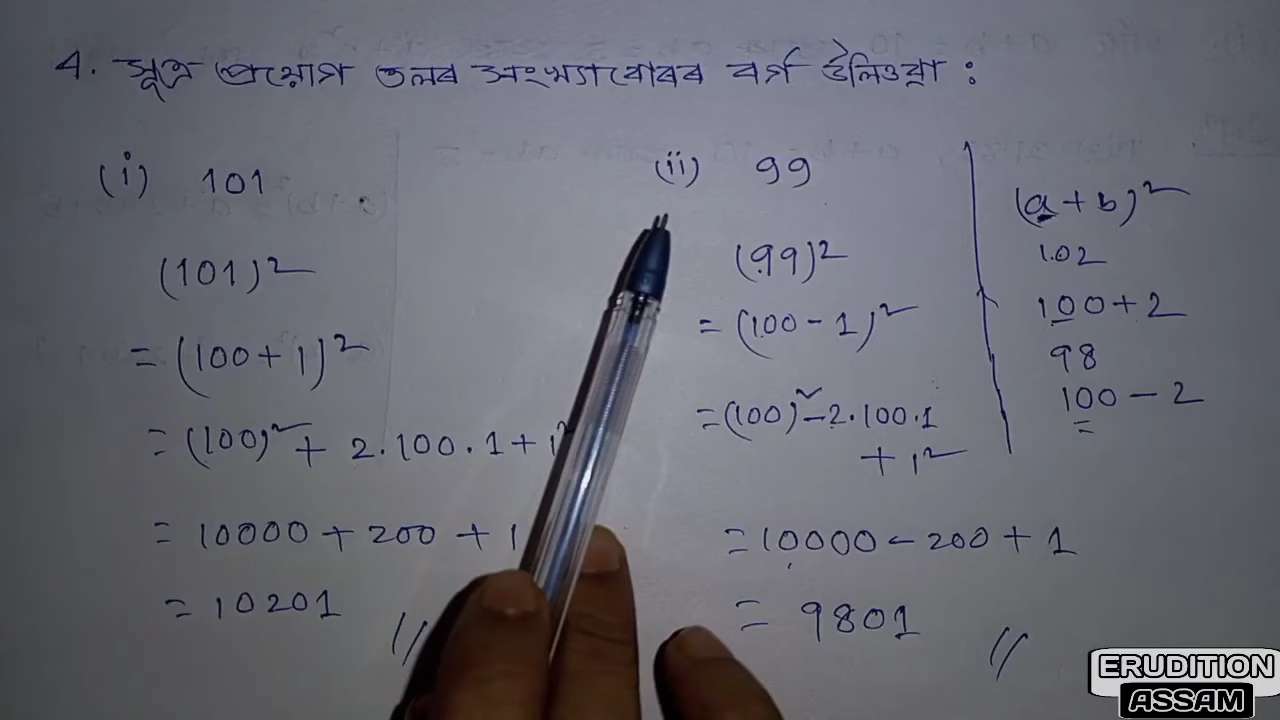 4. সূত্ৰ প্ৰয়োগ তলৰ সংখ্যাবোৰৰ বৰ্গ উলিওৱা :
(i) 101
(101)²
= (100 + 1)²
= (100)² + 2.100.1 + 1²
= 10000 + 200 + 1
= 10201 //
(ii) 99
(99)²
= (100 - 1)²
= (100)² - 2.100.1
+ 1²
= 10000 - 200 + 1
= 9801 //
(a + b)²
102
100 + 2
98
100 - 2
ERUDITION
ASSAM